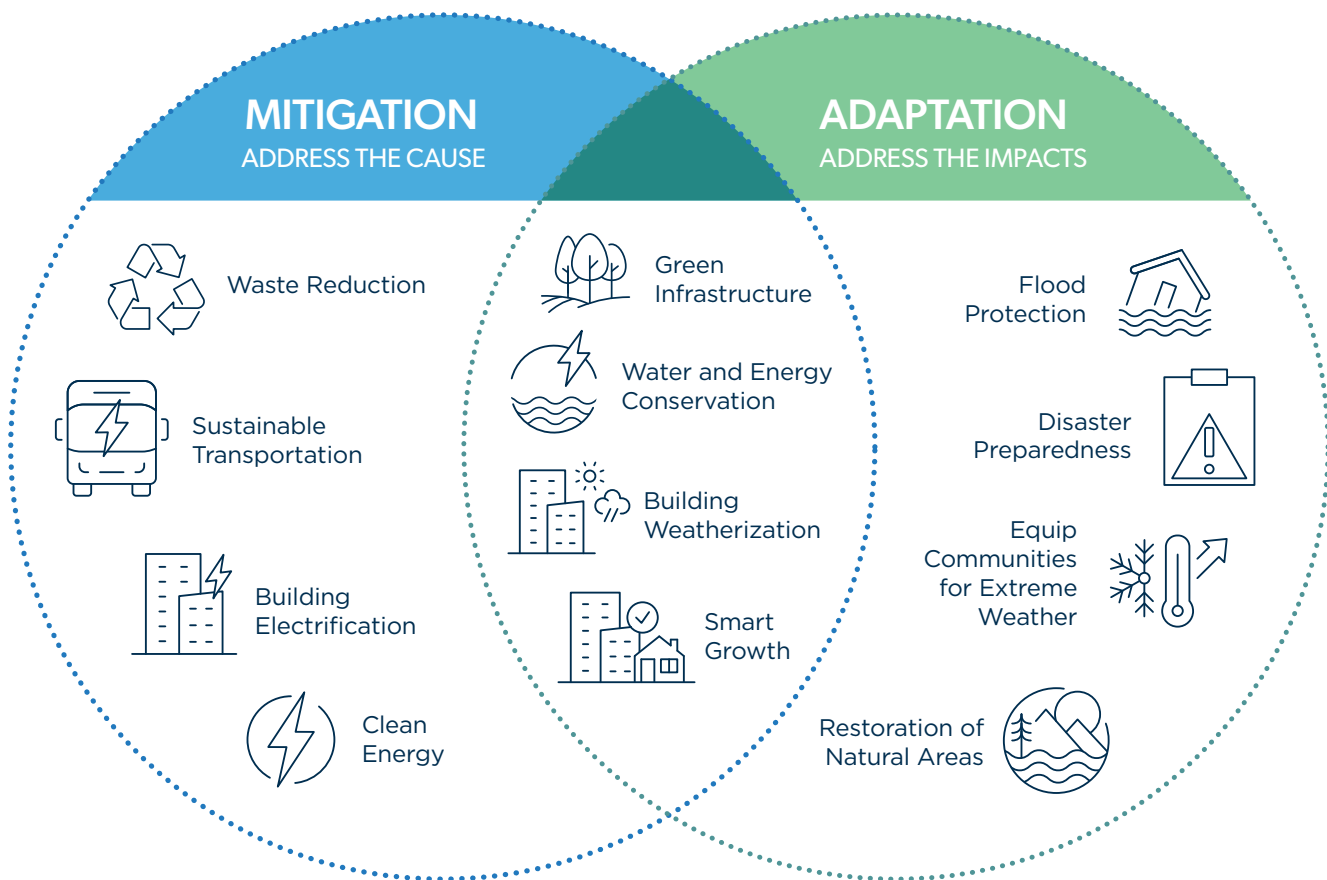 MITIGATION
ADDRESS THE CAUSE
ADAPTATION
ADDRESS THE IMPACTS
Waste Reduction
Sustainable
Transportation
Building
Electrification
Clean
Energy
Green
Infrastructure
Water and Energy
Conservation
Building
Weatherization
Smart
Growth
Flood
Protection
Disaster
Preparedness
Equip
Communities
for Extreme
Weather
Restoration of
Natural Areas